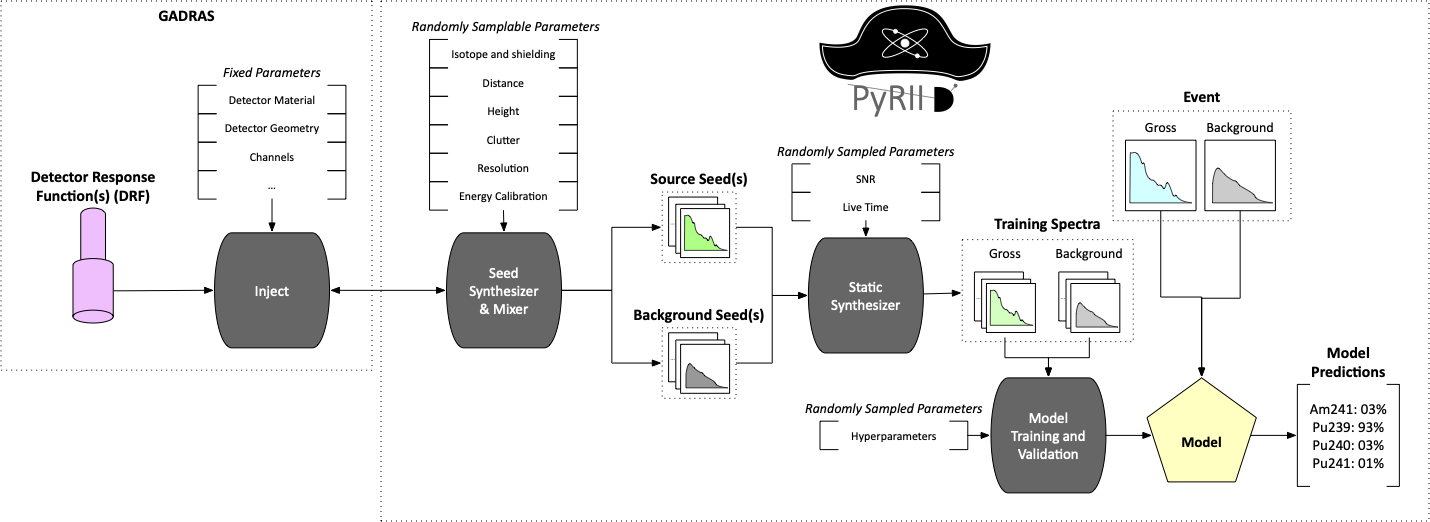 GADRAS
Fixed Parameters
Detector Material
Detector Geometry
Channels
...
Detector Response
Function(s) (DRF)
Inject
Randomly Samplable Parameters
Isotope and shielding
Distance
Height
Clutter
Resolution
Energy Calibration
Seed
Synthesizer
& Mixer
Source Seed(s)
Background Seed(s)
PyRIID
Randomly Sampled Parameters
SNR
Live Time
Static
Synthesizer
Training Spectra
Gross
Background
Event
Gross
Background
Randomly Sampled Parameters
Hyperparameters
Model
Training and
Validation
Model
Model
Predictions
Am241: 03%
Pu239: 93%
Pu240: 03%
Pu241: 01%